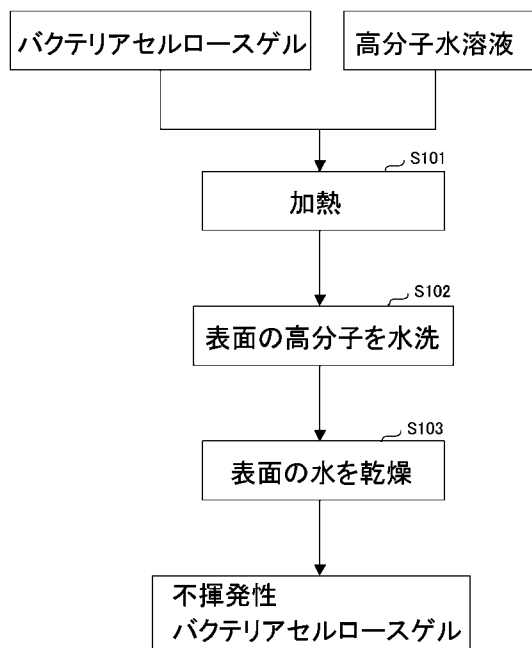 バクテリアセルロースゲル
高分子水溶液
S101
加熱
S102
表面の高分子を水洗
S103
表面の水を乾燥
不揮発性
バクテリアセルロースゲル